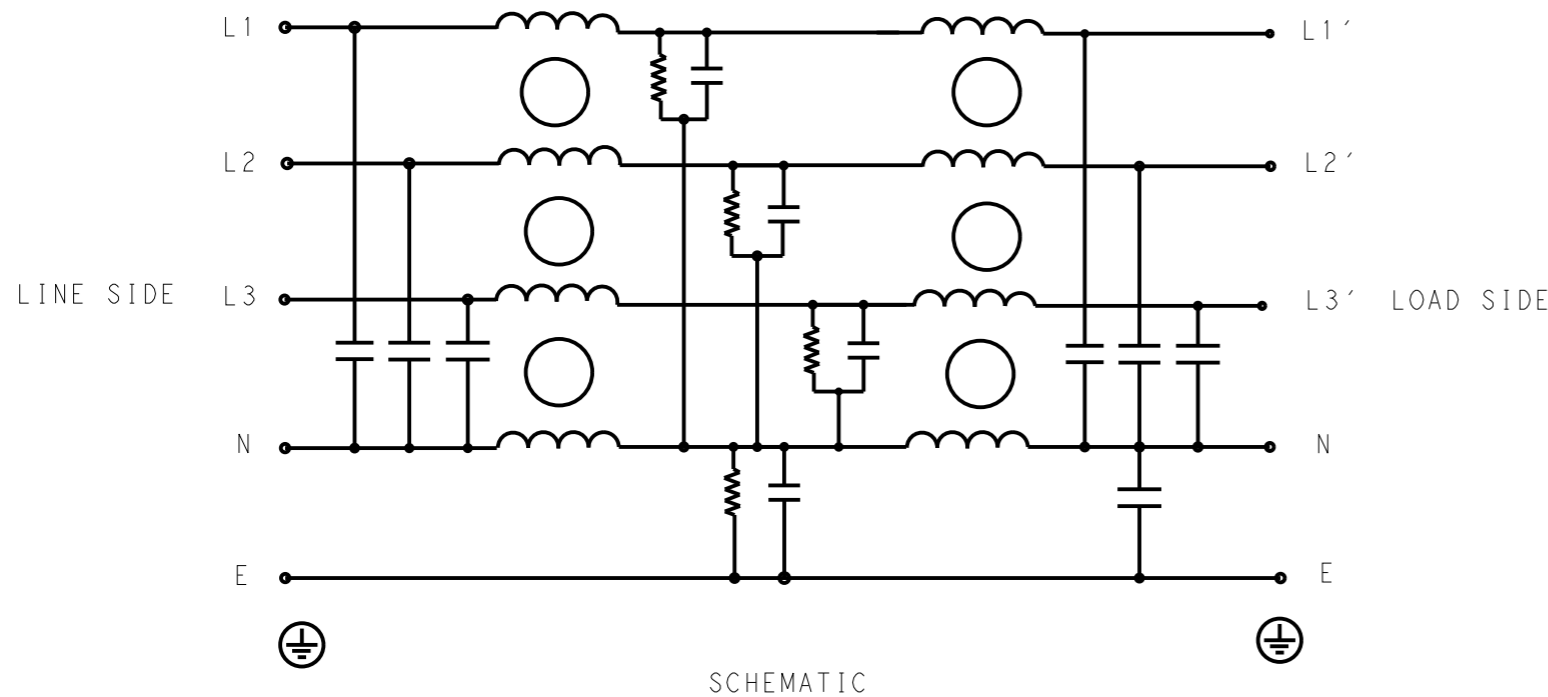 L1 L1′
L2 L2′
LINE SIDE L3 L3′ LOAD SIDE
N N
E E
SCHEMATIC